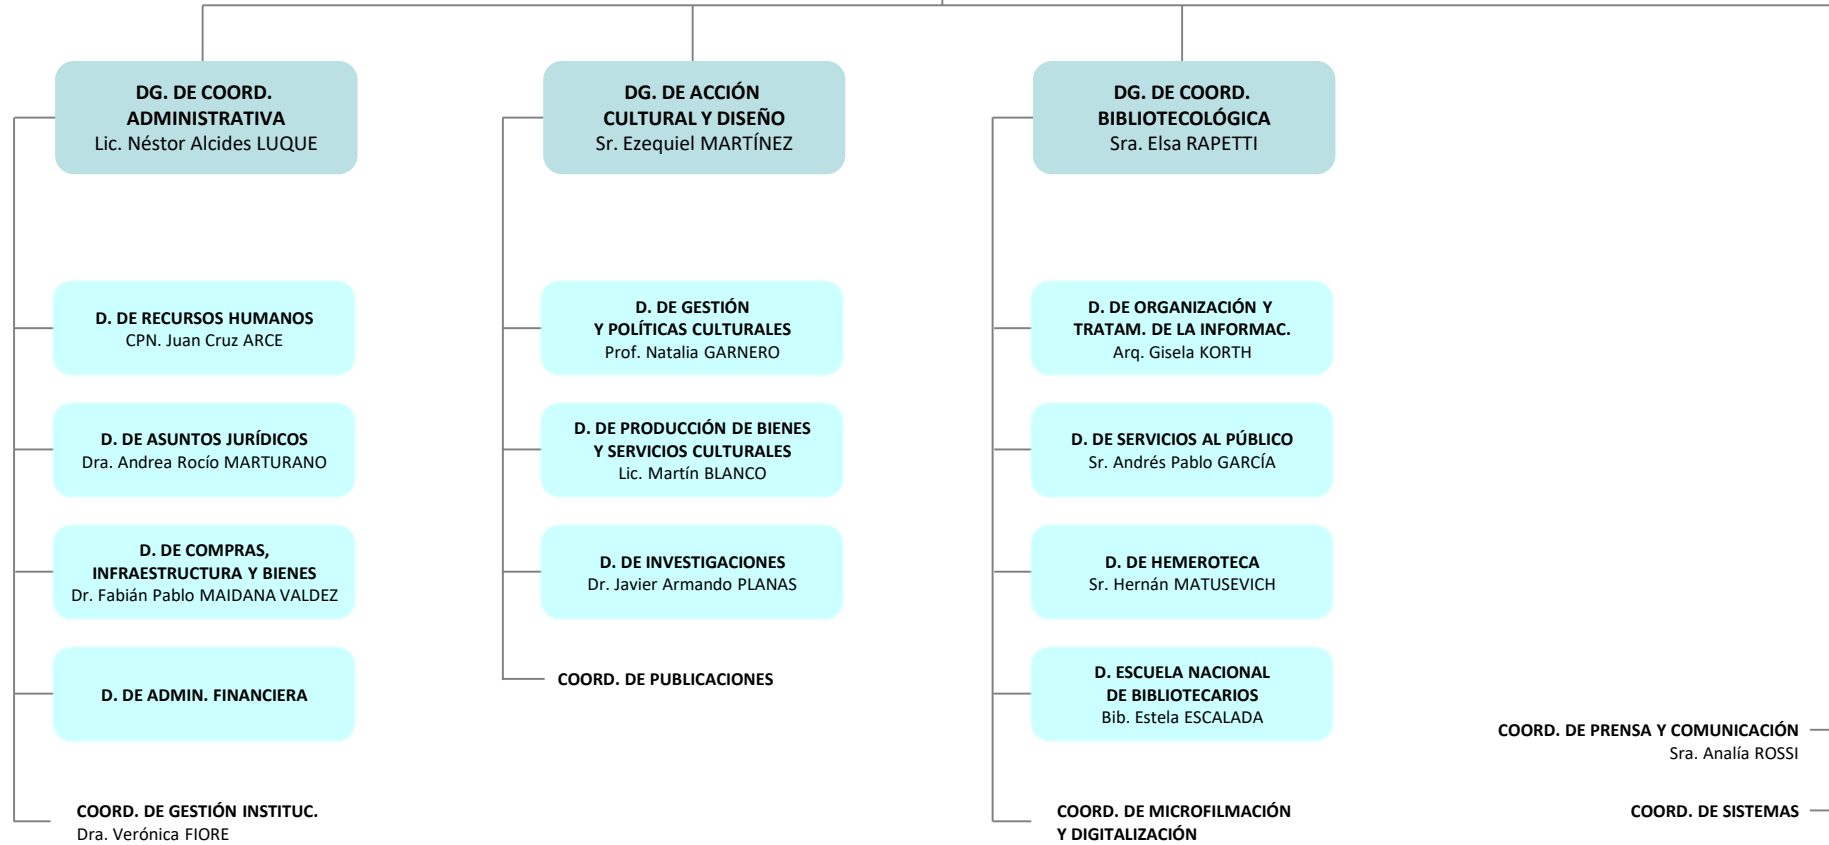 DG. DE COORD.
ADMINISTRATIVA
Lic. Néstor Alcides LUQUE
D. DE RECURSOS HUMANOS
CPN. Juan Cruz ARCE
D. DE ASUNTOS JURÍDICOS
Dra. Andrea Rocío MARTURANO
D. DE COMPRAS,
INFRAESTRUCTURA Y BIENES
Dr. Fabián Pablo MAIDANA VALDEZ
D. DE ADMIN. FINANCIERA
COORD. DE GESTIÓN INSTITUC.
Dra. Verónica FIORE
DG. DE ACCIÓN
CULTURAL Y DISEÑO
Sr. Ezequiel MARTÍNEZ
D. DE GESTIÓN
Y POLÍTICAS CULTURALES
Prof. Natalia GARNERO
D. DE PRODUCCIÓN DE BIENES
Y SERVICIOS CULTURALES
Lic. Martín BLANCO
D. DE INVESTIGACIONES
Dr. Javier Armando PLANAS
COORD. DE PUBLICACIONES
DG. DE COORD.
BIBLIOTECOLÓGICA
Sra. Elsa RAPETTI
D. DE ORGANIZACIÓN Y
TRATAM. DE LA INFORMAC.
Arq. Gisela KORTH
D. DE SERVICIOS AL PÚBLICO
Sr. Andrés Pablo GARCÍA
D. DE HEMEROTECA
Sr. Hernán MATUSEVICH
D. ESCUELA NACIONAL
DE BIBLIOTECARIOS
Bib. Estela ESCALADA
COORD. DE MICROFILMACIÓN
Y DIGITALIZACIÓN
COORD. DE PRENSA Y COMUNICACIÓN
Sra. Analía ROSSI
COORD. DE SISTEMAS